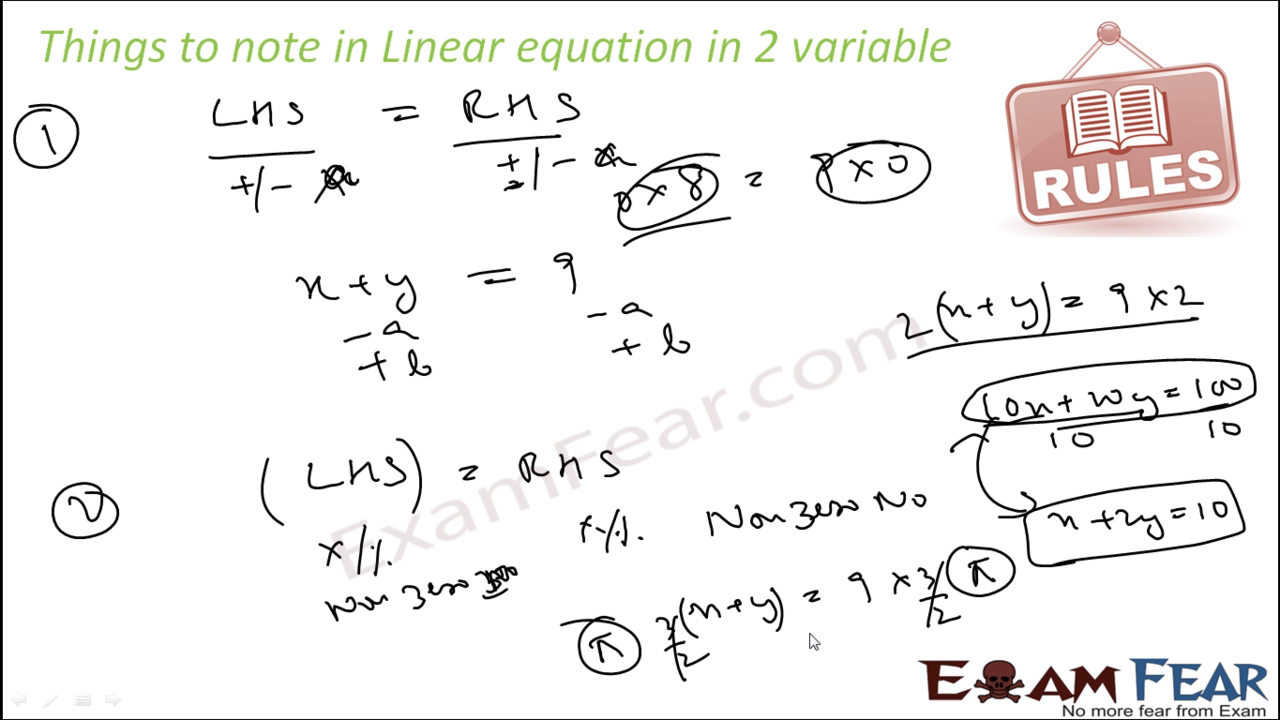 Things to note in Linear equation in 2 variable
RULES
1 LHS = RHS
+/- +/-
0 × 8 = 9 × 0
x + y = 9
- a - a
+ b + b
2(x + y) = 9 × 2
10x + 20y = 100
10 10
x + 2y = 10
2 (LHS) = RHS
×/÷ Non Zero No
Non Zero
π 3/2 (x + y) = 9 × 3/2 π
ExamFear.com
EXAM FEAR
No more fear from Exam